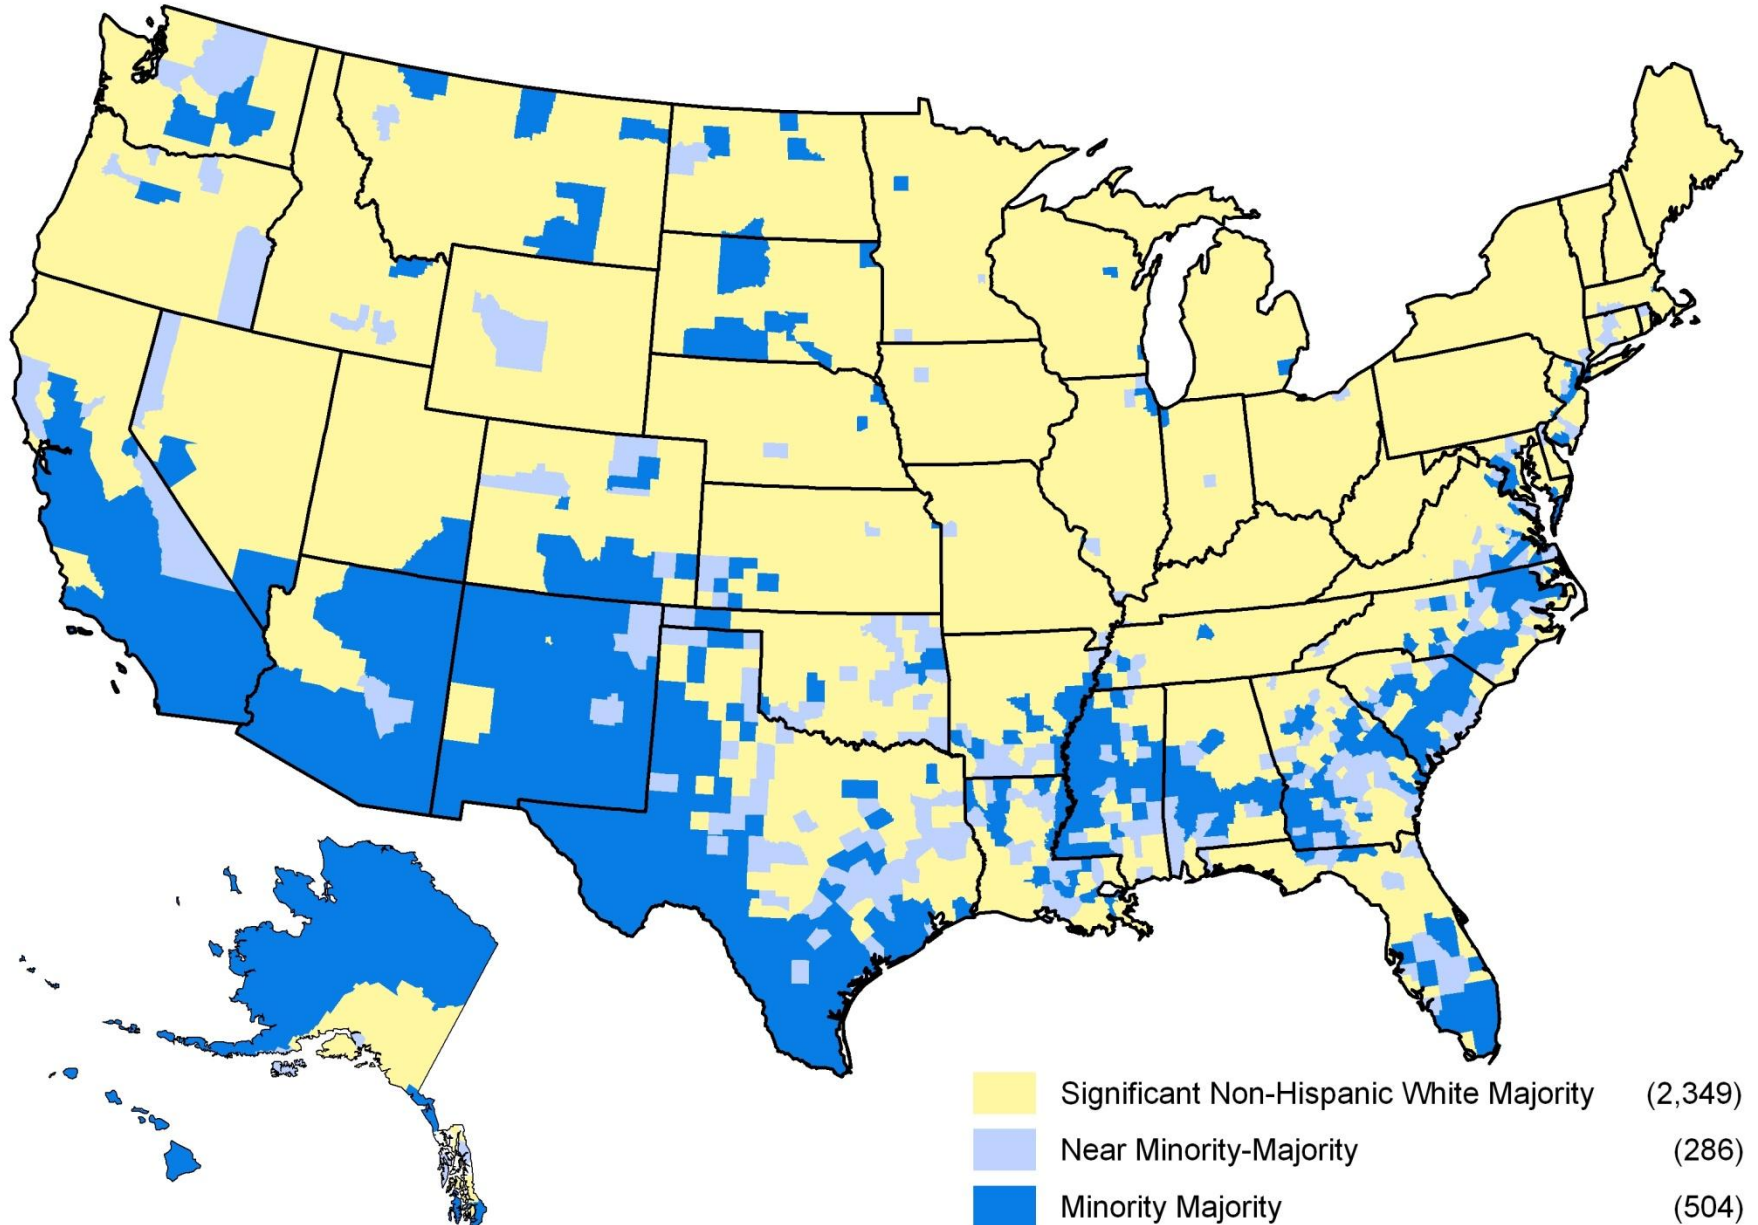 Significant Non-Hispanic White Majority (2,349)
Near Minority-Majority (286)
Minority Majority (504)